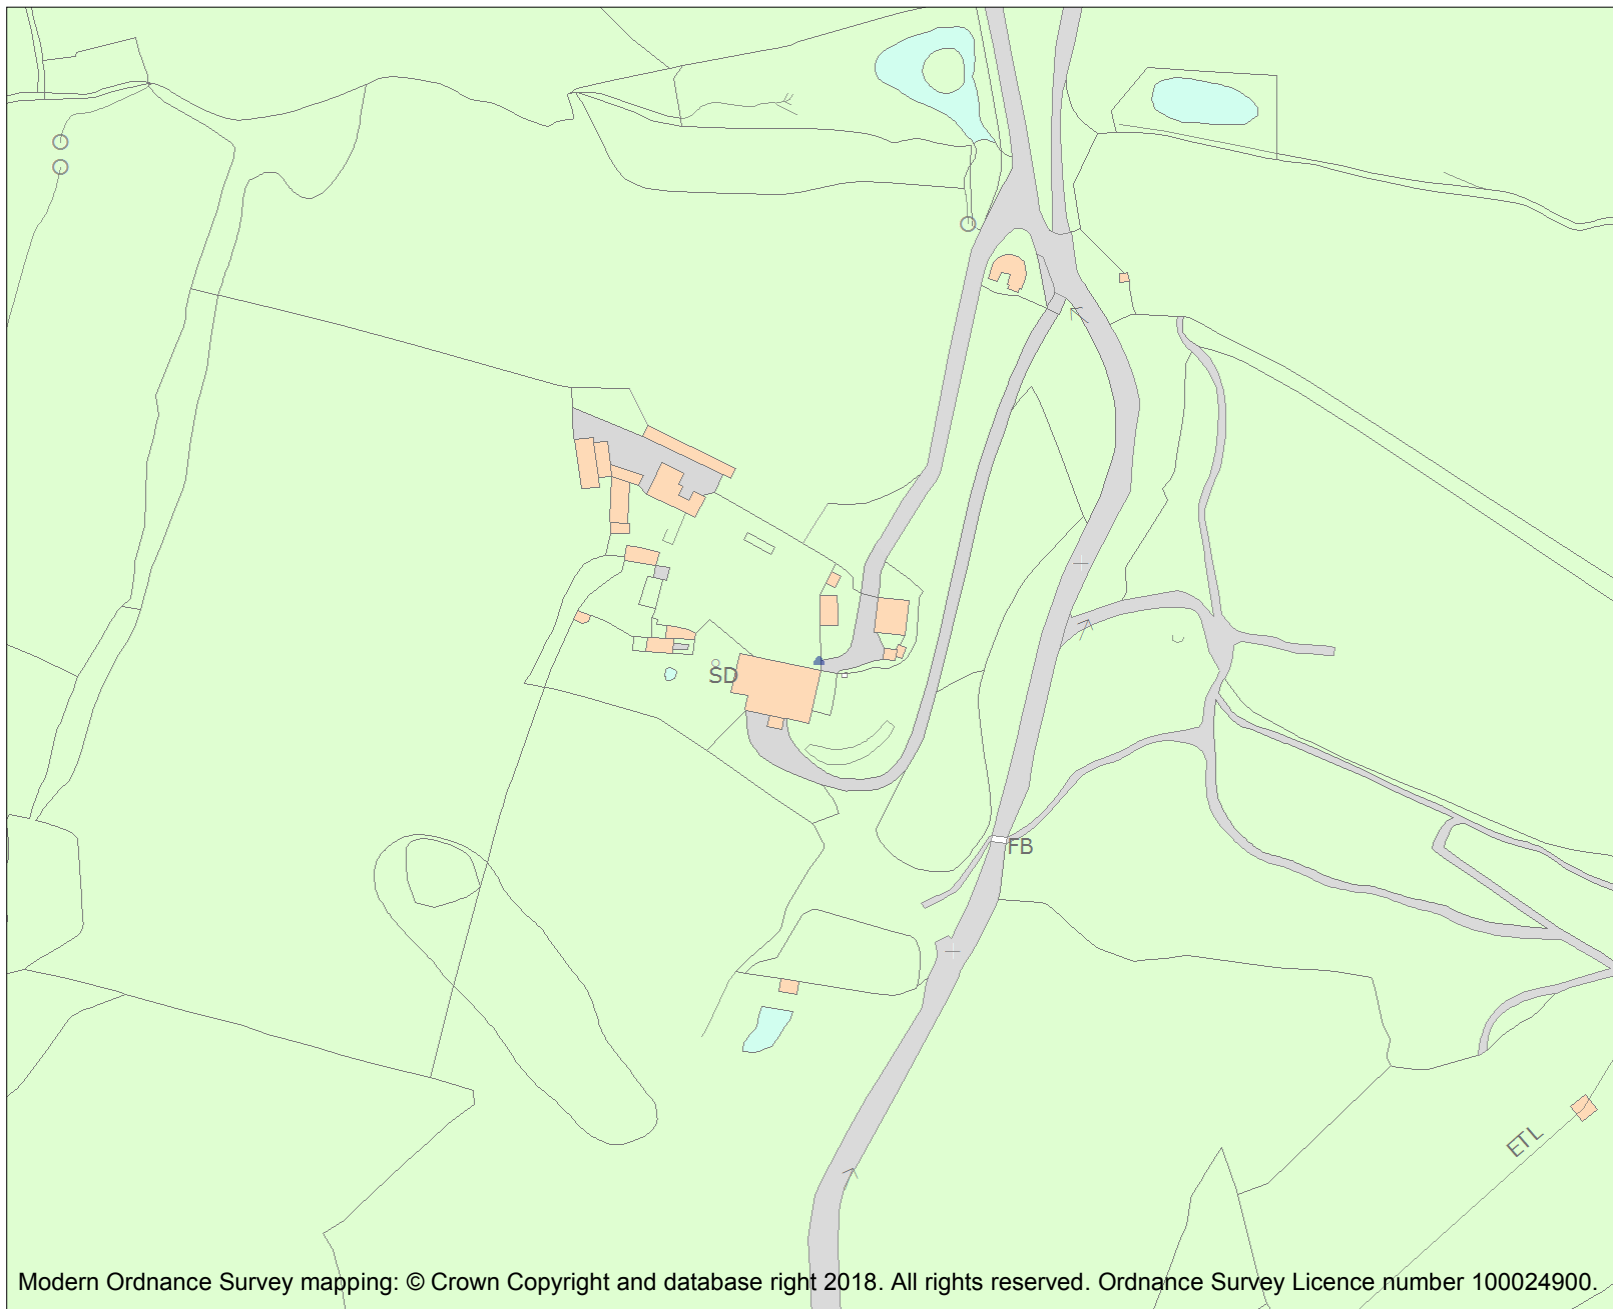 SD
FB
ETL
Modern Ordnance Survey mapping: © Crown Copyright and database right 2018. All rights reserved. Ordnance Survey Licence number 100024900.